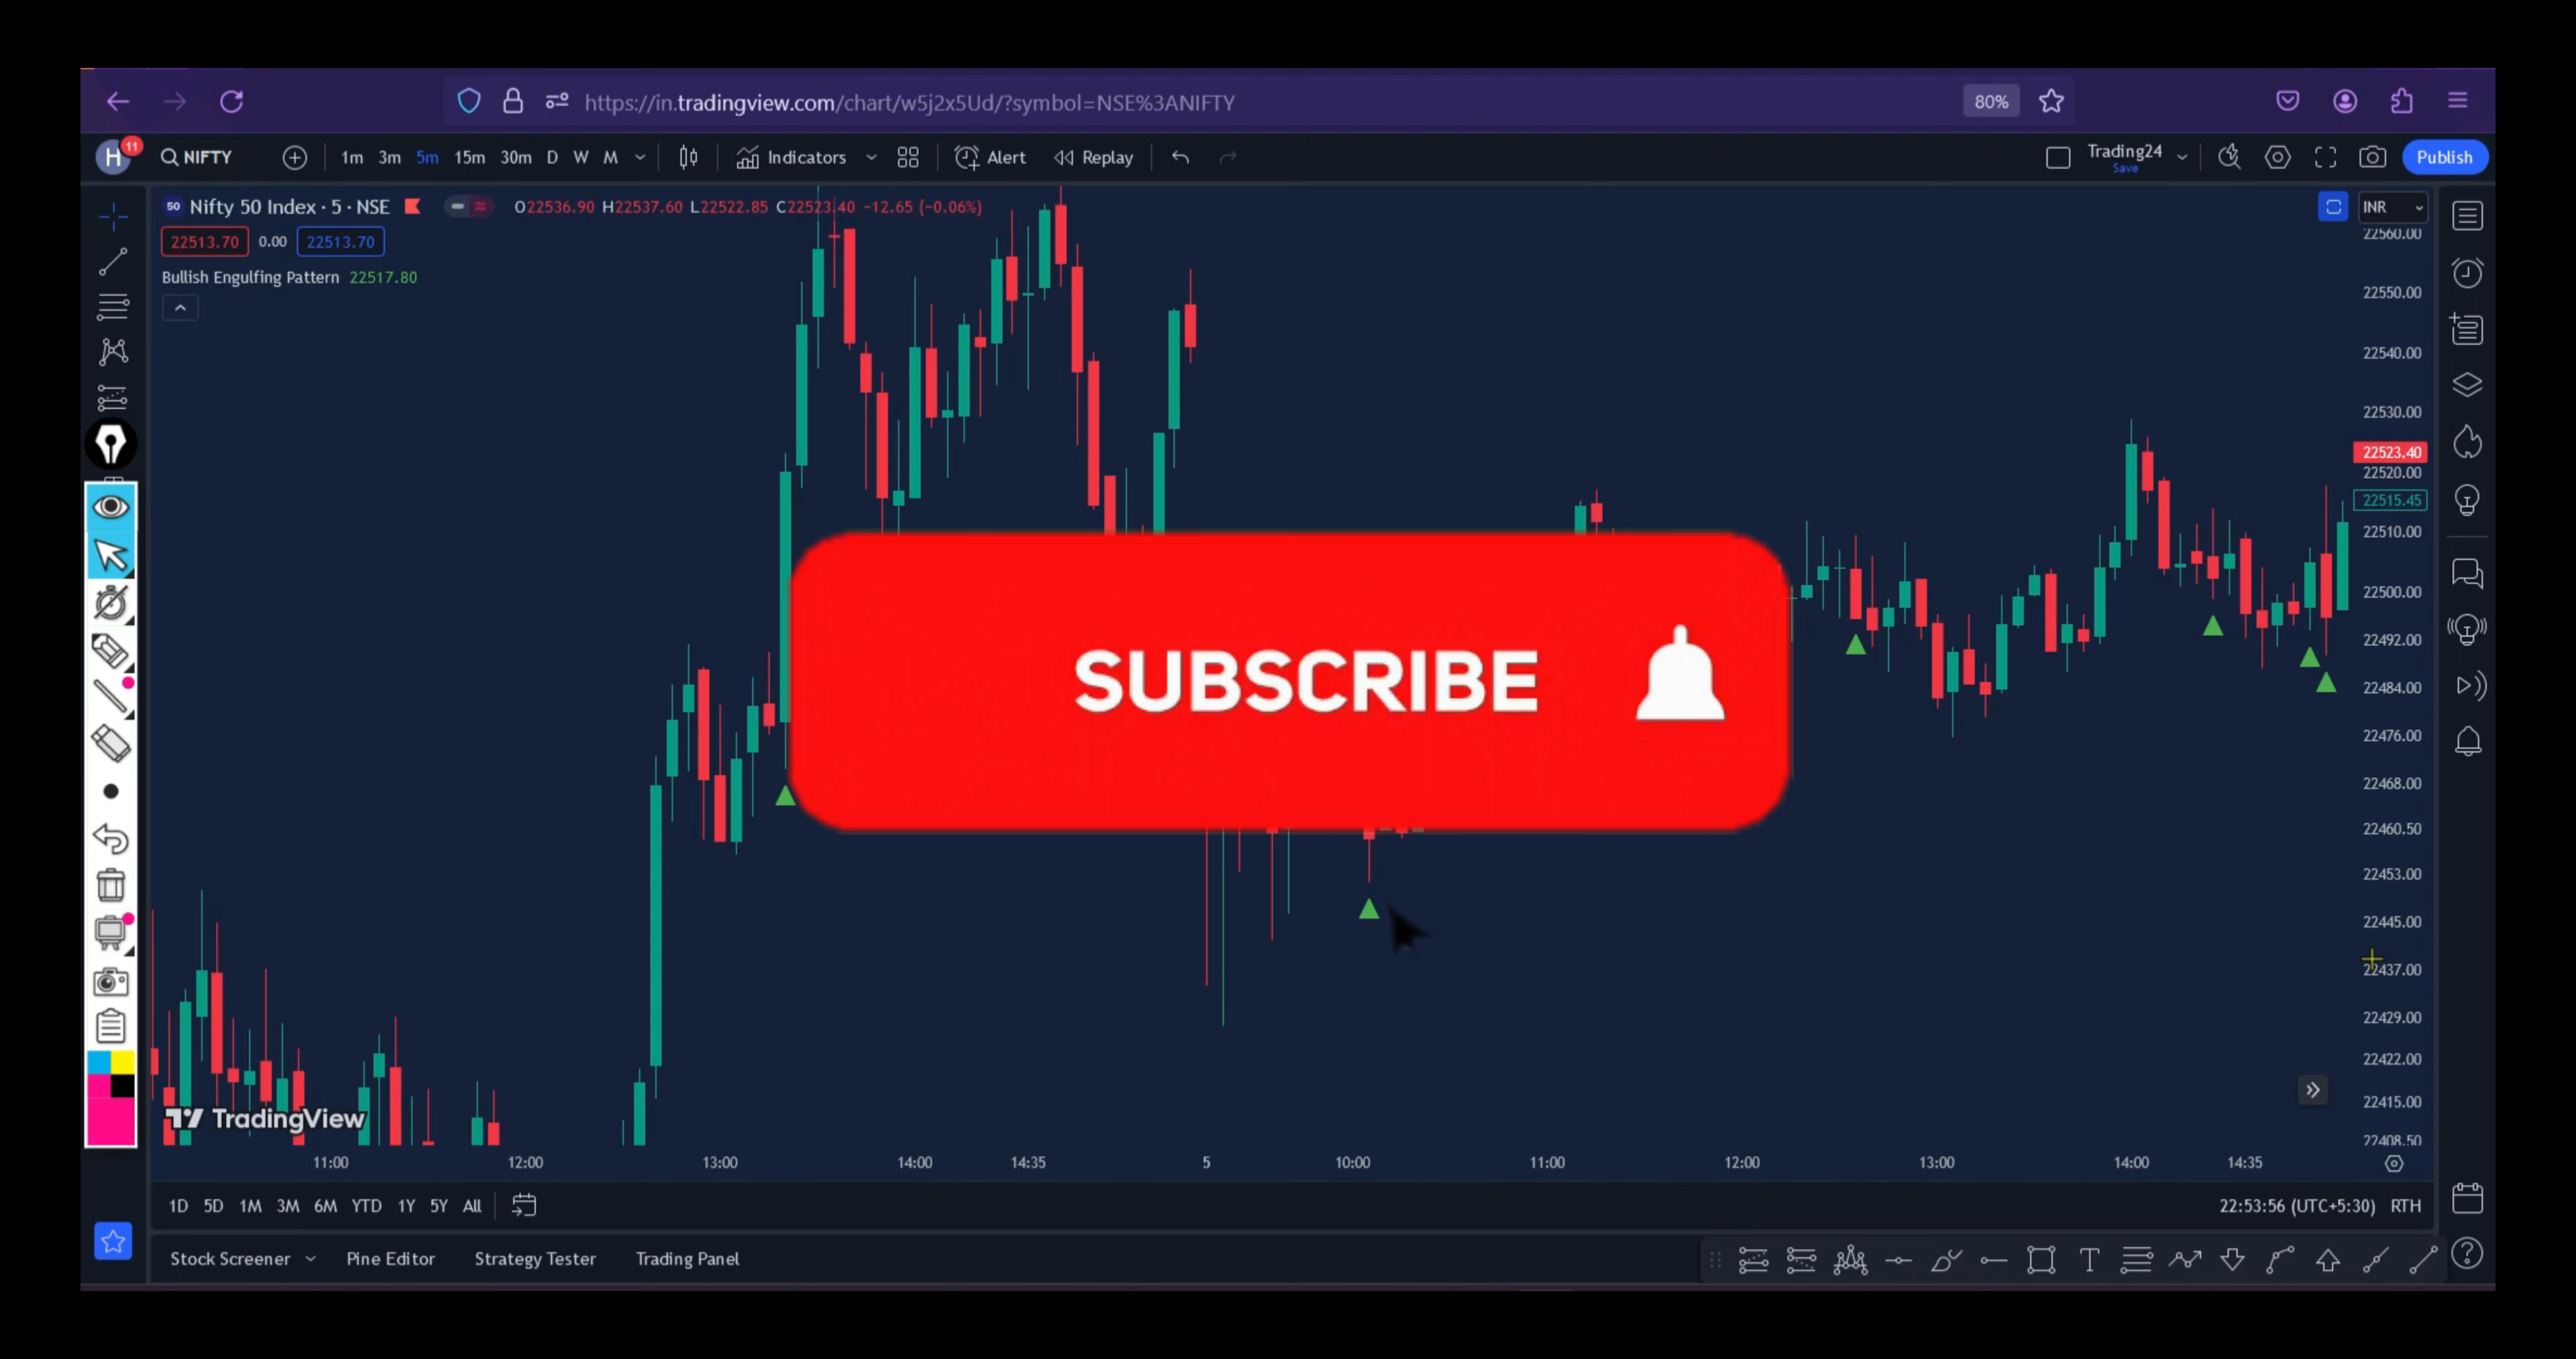 https://in.tradingview.com/chart/w5j2x5Ud/?symbol=NSE%3ANIFTY 80%
H 11 NIFTY 1m 3m 5m 15m 30m D W M Indicators Alert Replay Trading24 Save Publish
50 Nifty 50 Index · 5 · NSE O22536.90 H22537.60 L22522.85 C22523.40 −12.65 (−0.06%) INR
22513.70 0.00 22513.70
Bullish Engulfing Pattern 22517.80
22560.00
22550.00
22540.00
22530.00
22523.40
22520.00
22515.45
22510.00
22500.00
22492.00
22484.00
22476.00
22468.00
22460.50
22453.00
22445.00
22437.00
22429.00
22422.00
22415.00
22408.50
SUBSCRIBE
TradingView
11:00 12:00 13:00 14:00 14:35 5 10:00 11:00 12:00 13:00 14:00 14:35
1D 5D 1M 3M 6M YTD 1Y 5Y All 22:53:56 (UTC+5:30) RTH
Stock Screener Pine Editor Strategy Tester Trading Panel